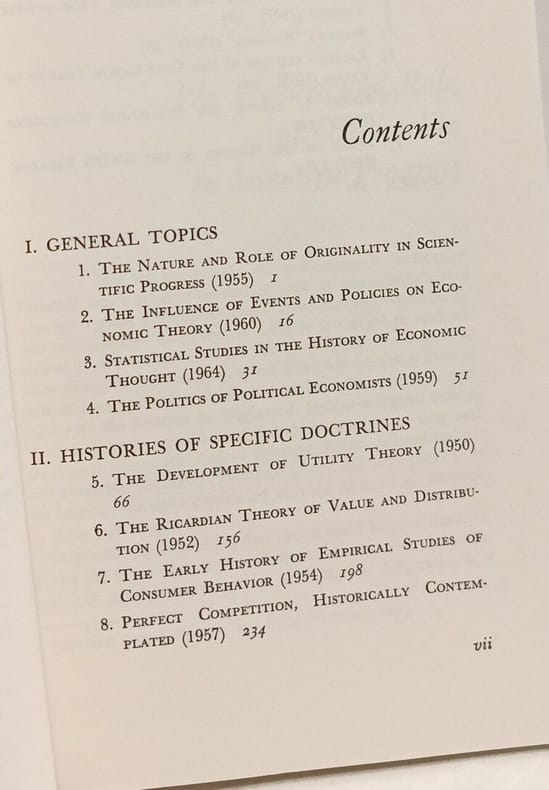 Contents
I. GENERAL TOPICS
1. THE NATURE AND ROLE OF ORIGINALITY IN SCIEN-
TIFIC PROGRESS (1955) 1
2. THE INFLUENCE OF EVENTS AND POLICIES ON ECO-
NOMIC THEORY (1960) 16
3. STATISTICAL STUDIES IN THE HISTORY OF ECONOMIC
THOUGHT (1964) 31
4. THE POLITICS OF POLITICAL ECONOMISTS (1959) 51
II. HISTORIES OF SPECIFIC DOCTRINES
5. THE DEVELOPMENT OF UTILITY THEORY (1950)
66
6. THE RICARDIAN THEORY OF VALUE AND DISTRIBU-
TION (1952) 156
7. THE EARLY HISTORY OF EMPIRICAL STUDIES OF
CONSUMER BEHAVIOR (1954) 198
8. PERFECT COMPETITION, HISTORICALLY CONTEM-
PLATED (1957) 234
vii